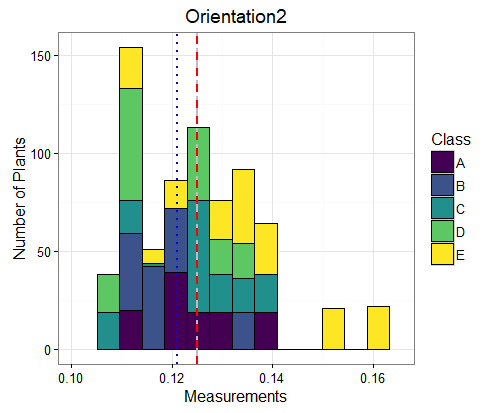 Orientation2
150
100
50
0
Number of Plants
0.10 0.12 0.14 0.16
Measurements
Class
A
B
C
D
E